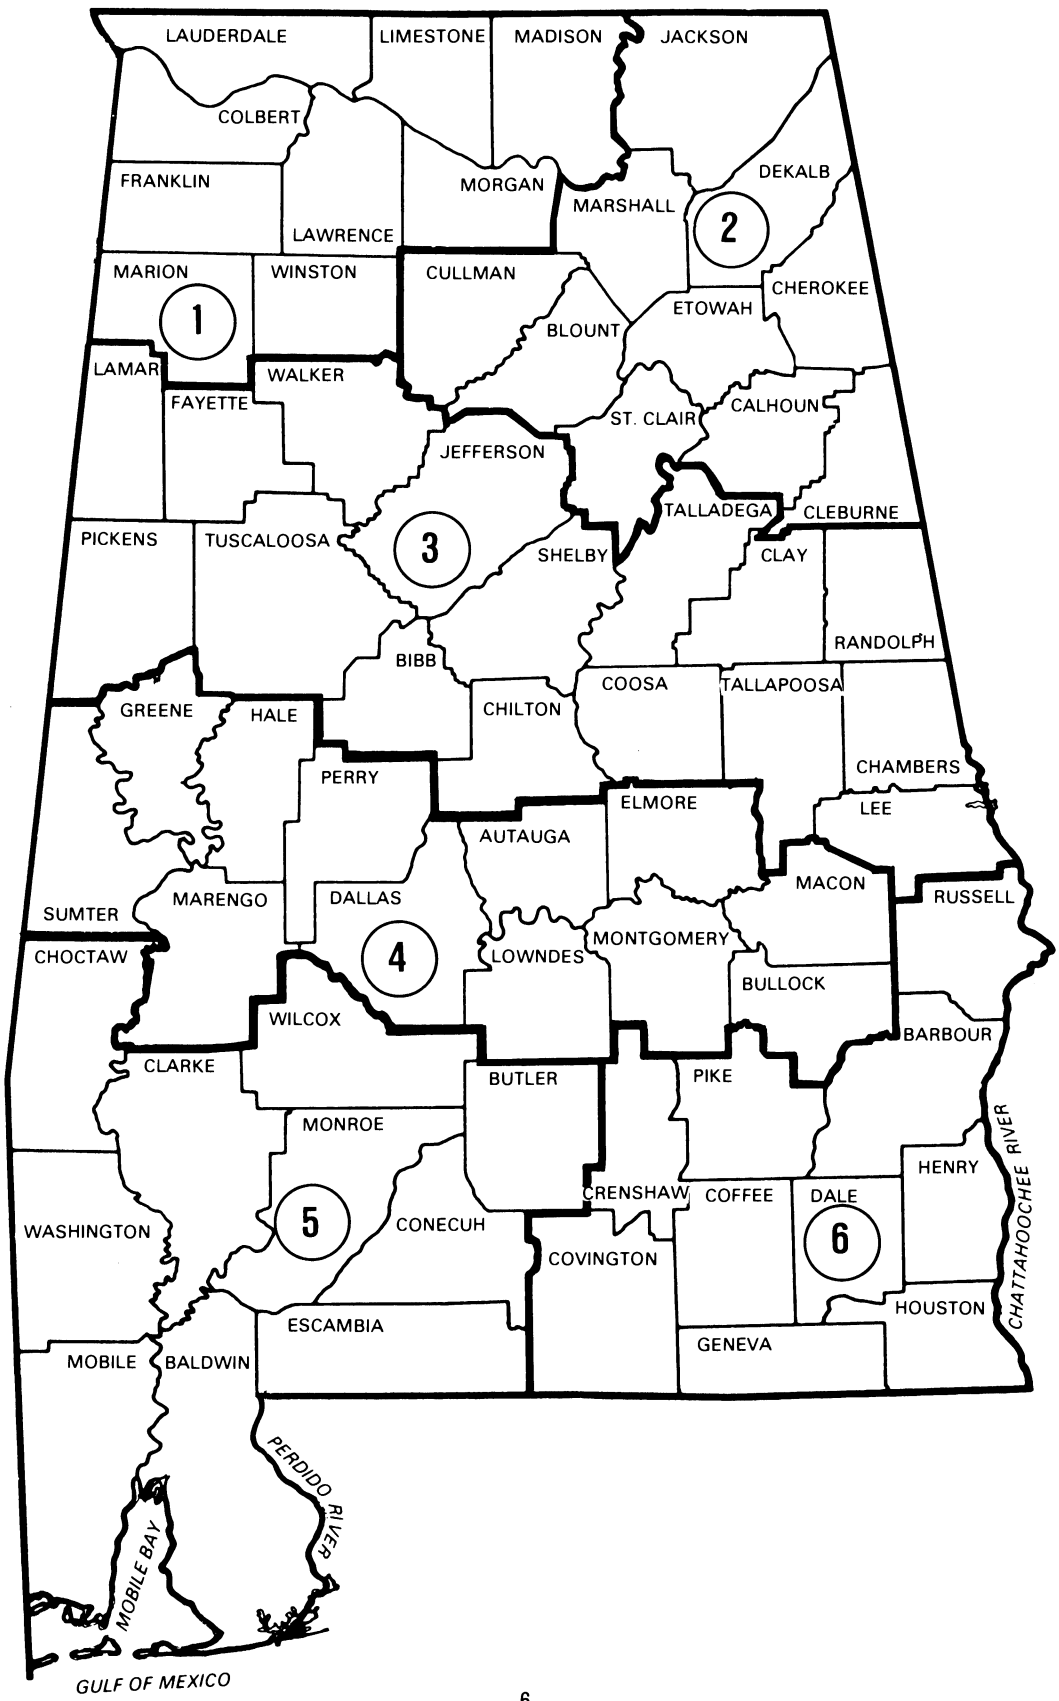 LAUDERDALE
LIMESTONE
MADISON
JACKSON
COLBERT
FRANKLIN
LAWRENCE
MORGAN
MARSHALL
DEKALB
2
MARION
WINSTON
CULLMAN
BLOUNT
ETOWAH
CHEROKEE
1
LAMAR
FAYETTE
WALKER
JEFFERSON
ST. CLAIR
CALHOUN
PICKENS
TUSCALOOSA
3
SHELBY
TALLADEGA
CLEBURNE
CLAY
RANDOLPH
BIBB
GREENE
HALE
CHILTON
COOSA
TALLAPOOSA
PERRY
CHAMBERS
ELMORE
LEE
AUTAUGA
SUMTER
MARENGO
DALLAS
MACON
RUSSELL
CHOCTAW
4
LOWNDES
MONTGOMERY
BULLOCK
WILCOX
BARBOUR
CLARKE
BUTLER
PIKE
MONROE
HENRY
CRENSHAW
COFFEE
DALE
WASHINGTON
5
CONECUH
COVINGTON
6
HOUSTON
CHATTAHOOCHEE RIVER
ESCAMBIA
GENEVA
MOBILE
BALDWIN
PERDIDO RIVER
MOBILE BAY
GULF OF MEXICO
6